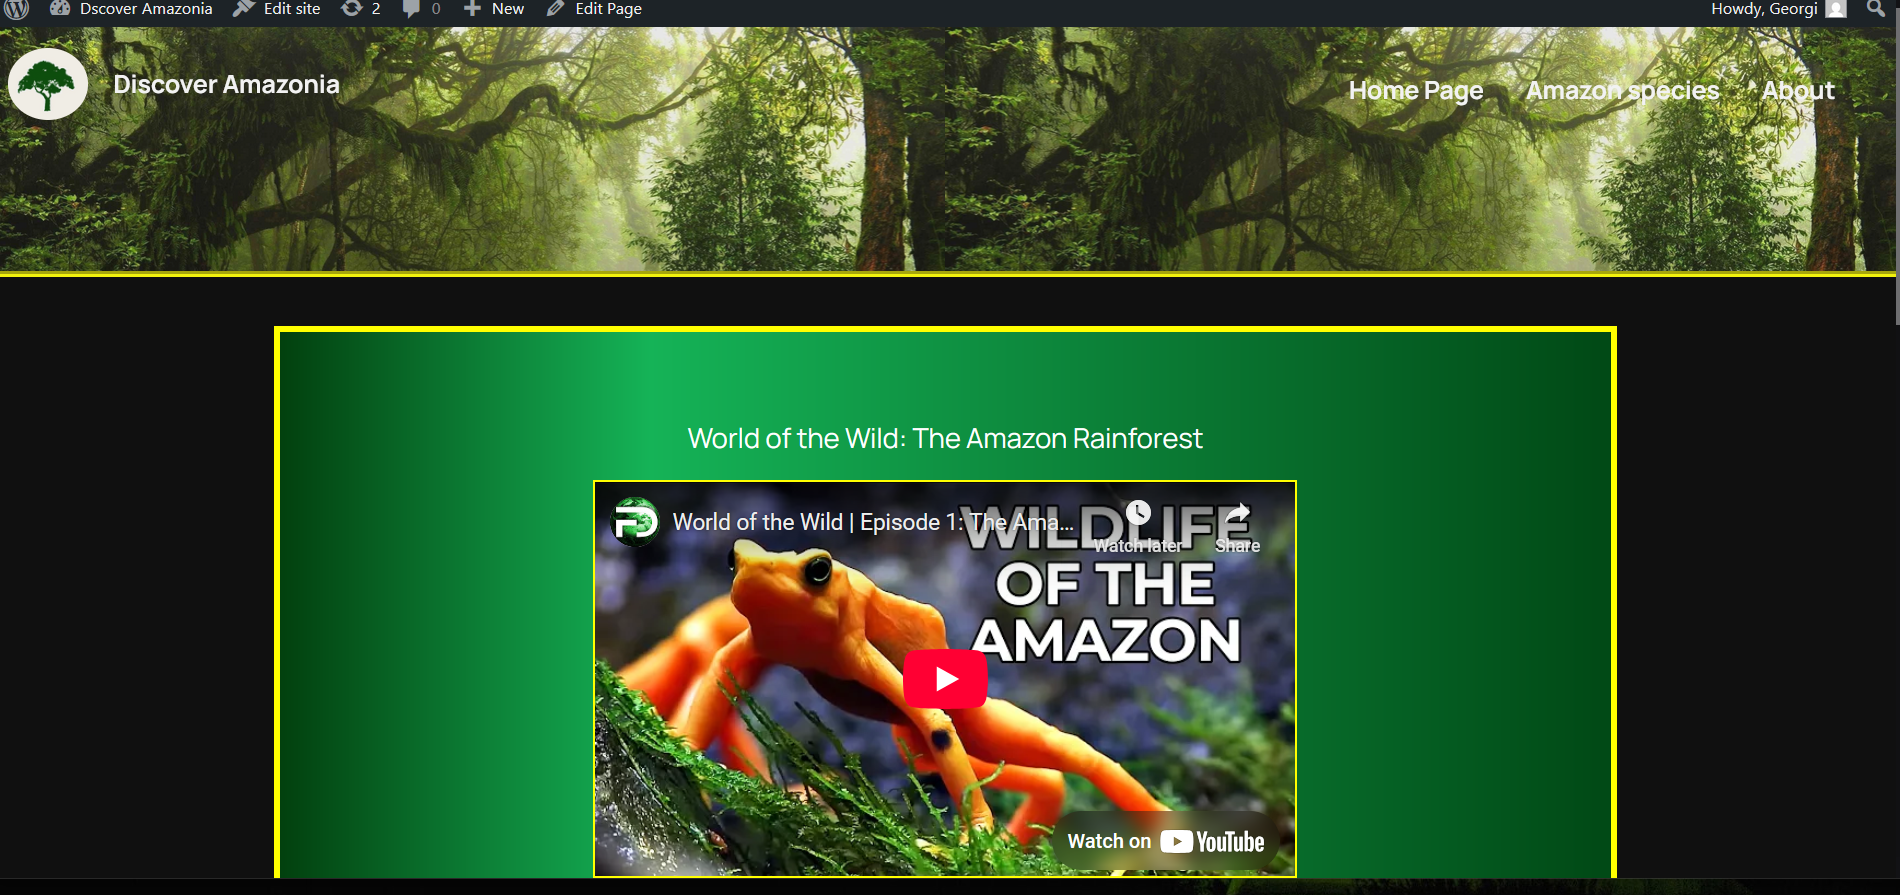 Dscover Amazonia
Edit site
2
0
New
Edit Page
Howdy, Georgi
Discover Amazonia
Home Page
Amazon species
About
World of the Wild: The Amazon Rainforest
World of the Wild | Episode 1: The Ama...
Watch later
Share
WILDLIFE
OF THE
AMAZON
Watch on YouTube